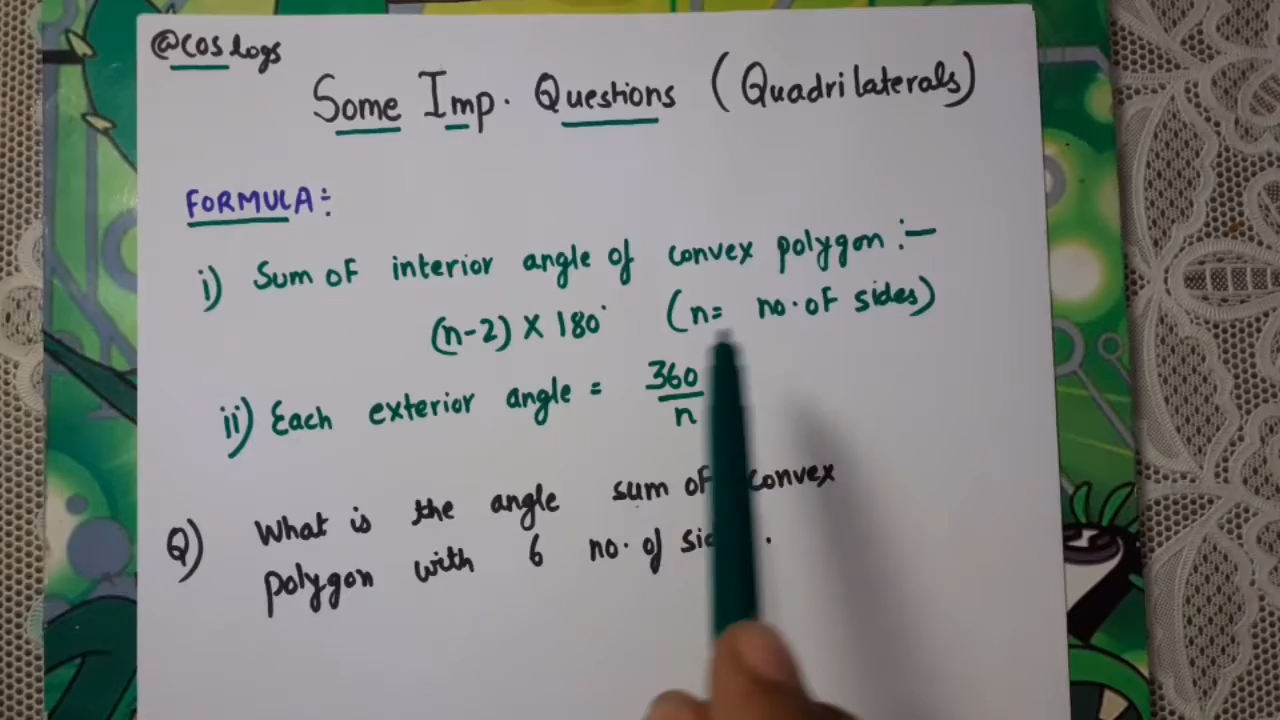 @cos logs
Some Imp. Questions (Quadrilaterals)
FORMULA :-
i) Sum of interior angle of convex polygon :-
(n-2) X 180° (n= no. of sides)
ii) Each exterior angle = 360/n
Q) What is the angle sum of convex
polygon with 6 no. of